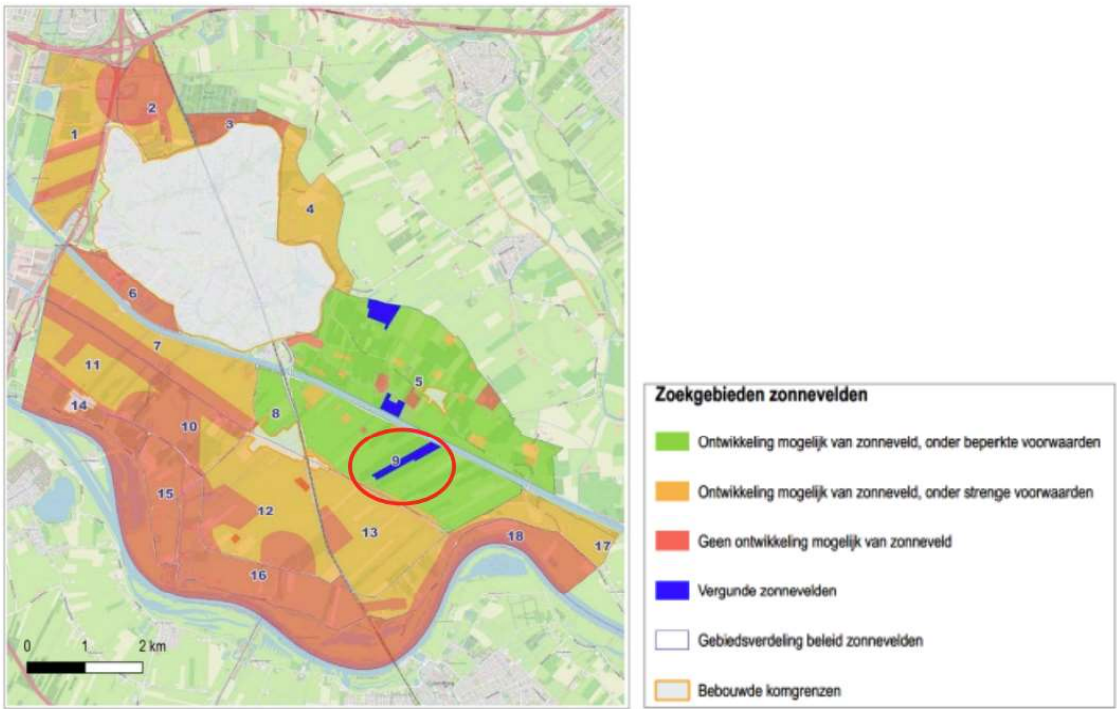 2
3
1
4
6
7
5
11
8
14
10
9
15
12
13
18
17
16
0 1 2 km
Zoekgebieden zonnevelden
Ontwikkeling mogelijk van zonneveld, onder beperkte voorwaarden
Ontwikkeling mogelijk van zonneveld, onder strenge voorwaarden
Geen ontwikkeling mogelijk van zonneveld
Vergunde zonnevelden
Gebiedsverdeling beleid zonnevelden
Bebouwde komgrenzen